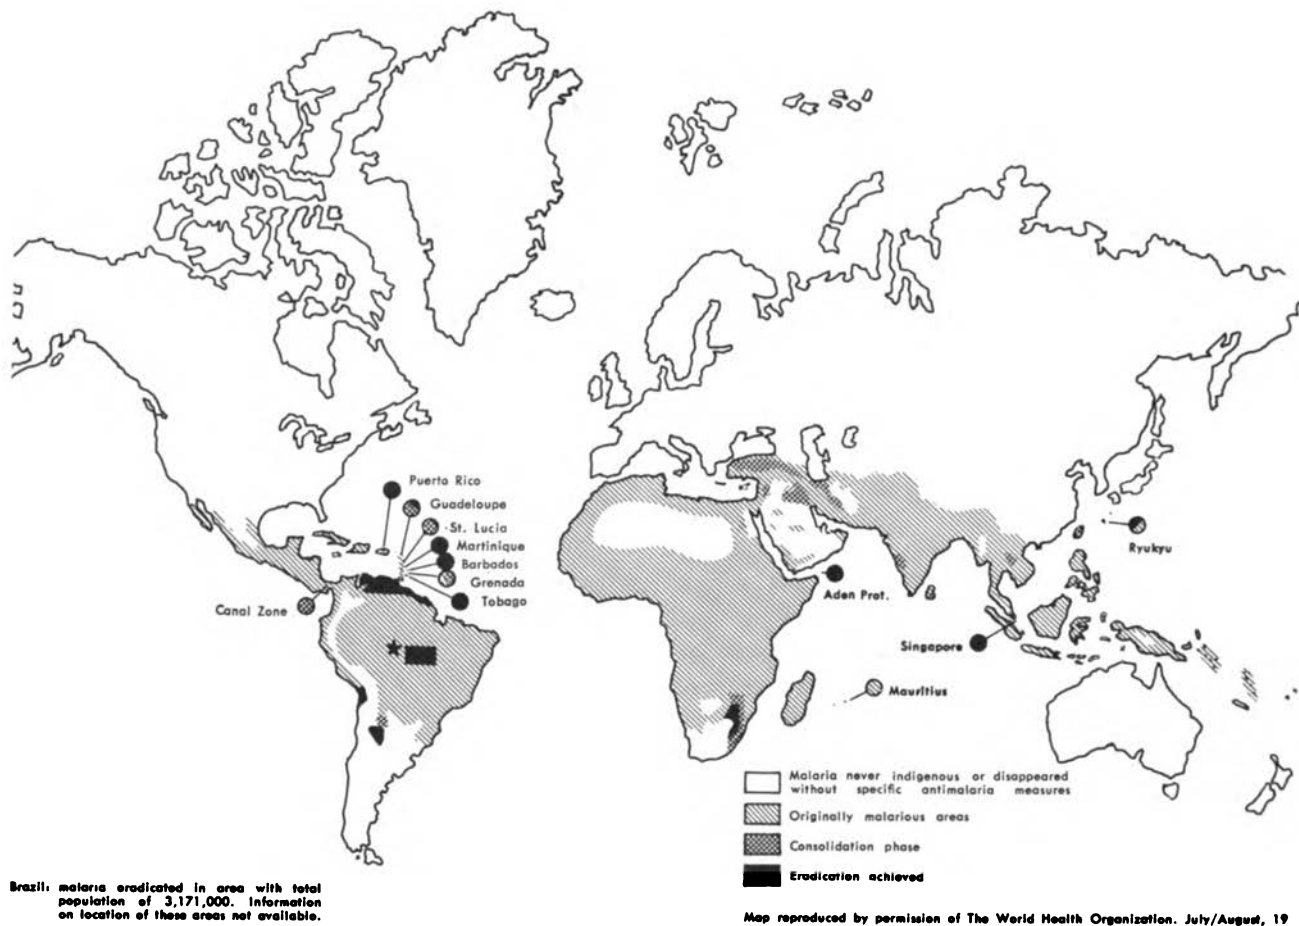 Puerto Rico
Guadeloupe
St. Lucia
Martinique
Barbados
Grenada
Tobago
Canal Zone
Ryukyu
Aden Prot.
Singapore
Mauritius
Malaria never indigenous or disappeared
without specific antimalaria measures
Originally malarious areas
Consolidation phase
Eradication achieved
Brazil: malaria eradicated in area with total
population of 3,171,000. Information
on location of these areas not available.
Map reproduced by permission of The World Health Organization. July/August, 19